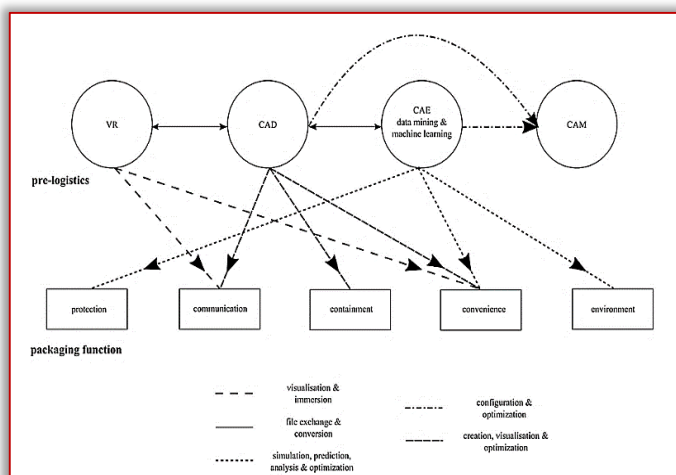 VR
CAD
CAE
data mining &
machine learning
CAM
pre-logistics
protection
communication
containment
convenience
environment
packaging function
visualisation &
immersion
file exchange &
conversion
simulation, prediction,
analysis & optimization
configuration &
optimization
creation, visualisation &
optimization